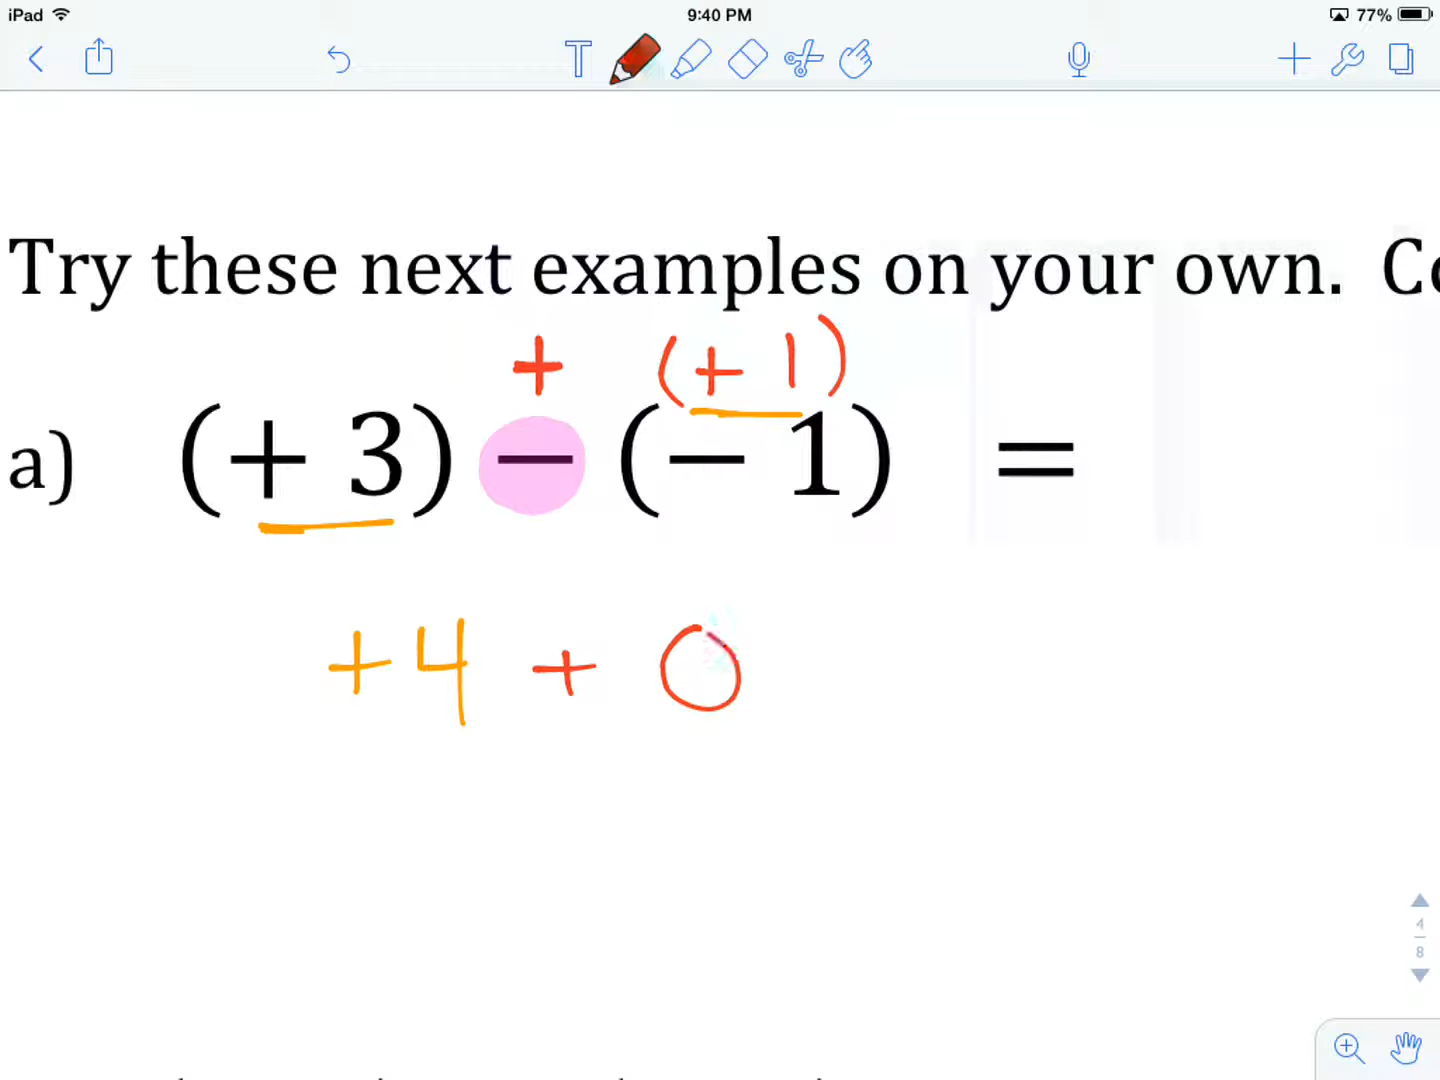 iPad 9:40 PM 77%
T
Try these next examples on your own. Co
+ (+ 1)
a) (+ 3) − (− 1) =
+4 + 0
4
8